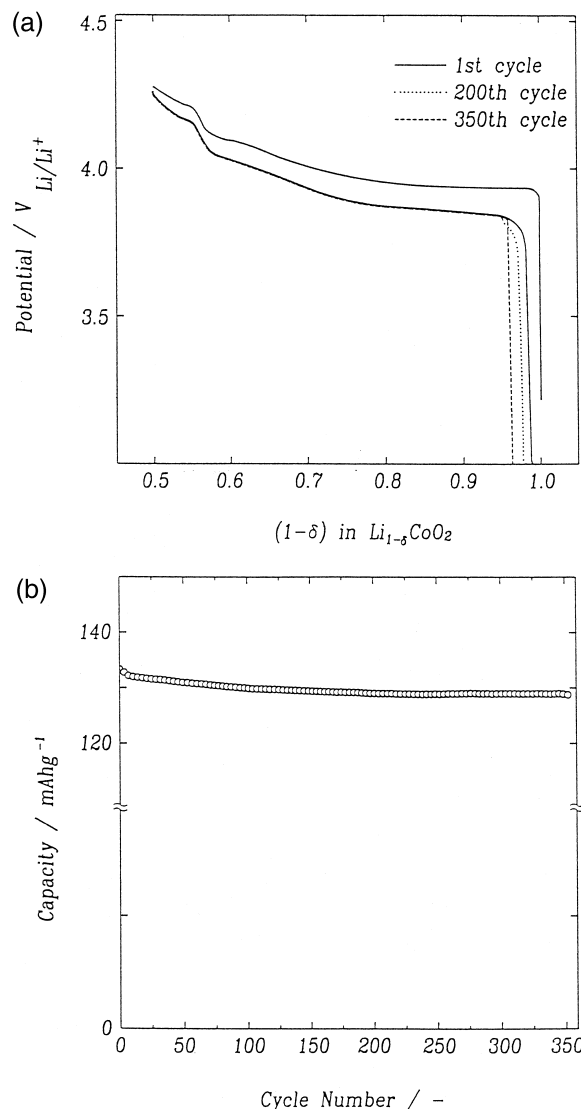 (a)
4.5
1st cycle
200th cycle
350th cycle
4.0
Potential / V Li/Li⁺
3.5
0.5 0.6 0.7 0.8 0.9 1.0
(1-δ) in Li₁₋δCoO₂
(b)
140
120
Capacity / mAhg⁻¹
0
0 50 100 150 200 250 300 350
Cycle Number / -